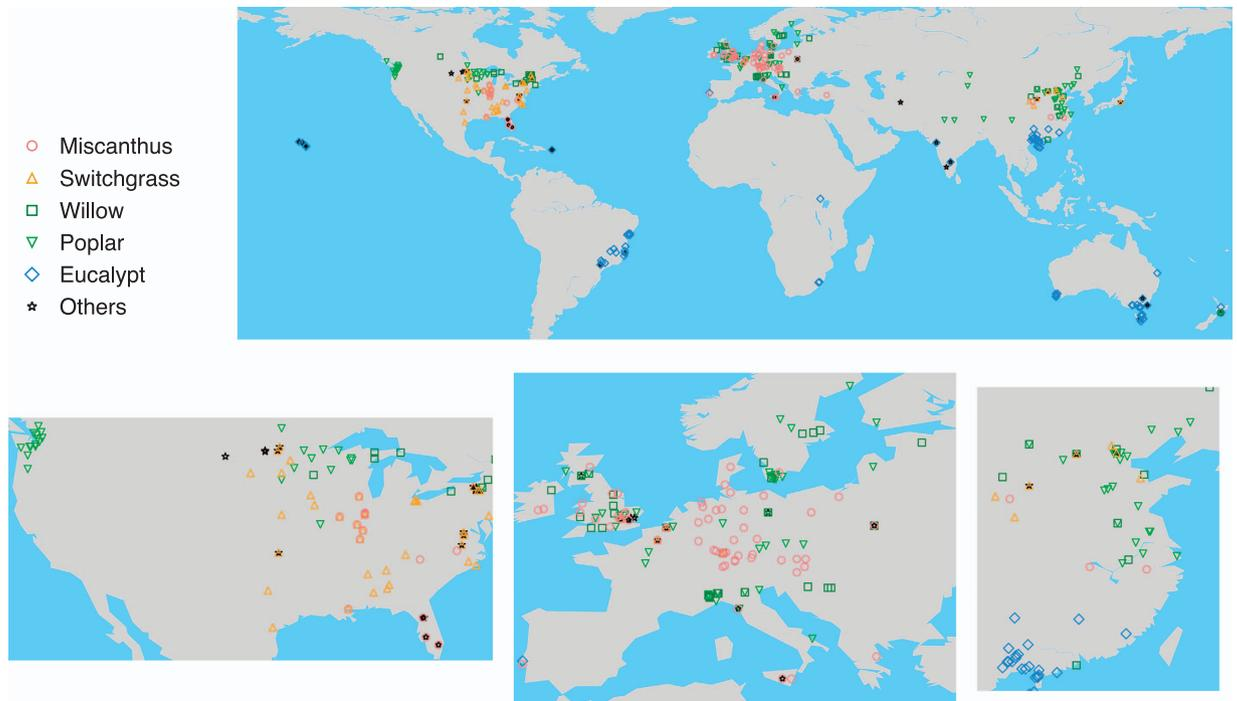 Miscanthus
Switchgrass
Willow
Poplar
Eucalypt
Others